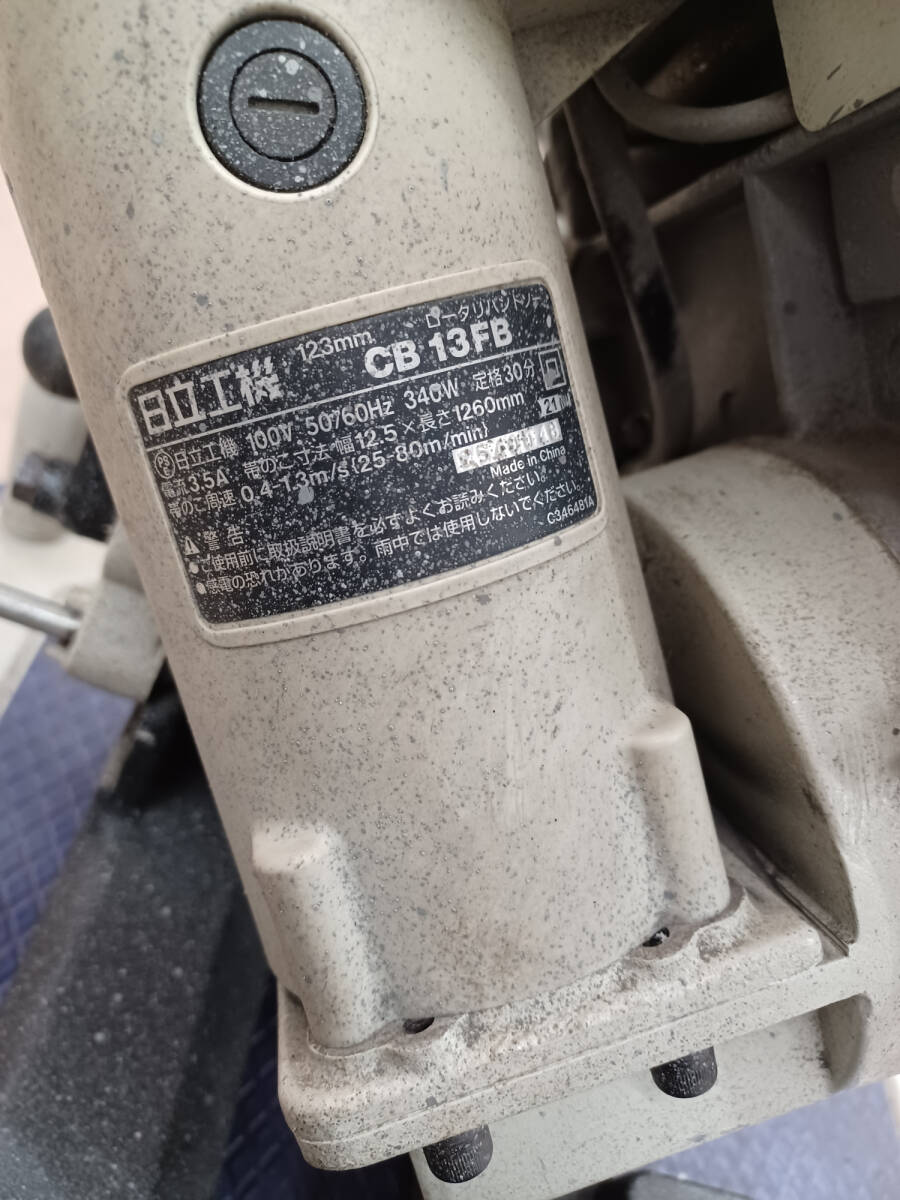 123mm ロータリバンドソー
日立工機 CB 13FB
日立工機 100V 50/60Hz 340W 定格30分
電流3.5A 帯のこ寸法 幅12.5×長さ1260mm
帯のこ周速 0.4-1.3m/s{25-80m/min}
Made in China
警告
●ご使用前に取扱説明書を必ずよくお読みください。
●感電の恐れがあります。雨中では使用しないでください。
C346481A